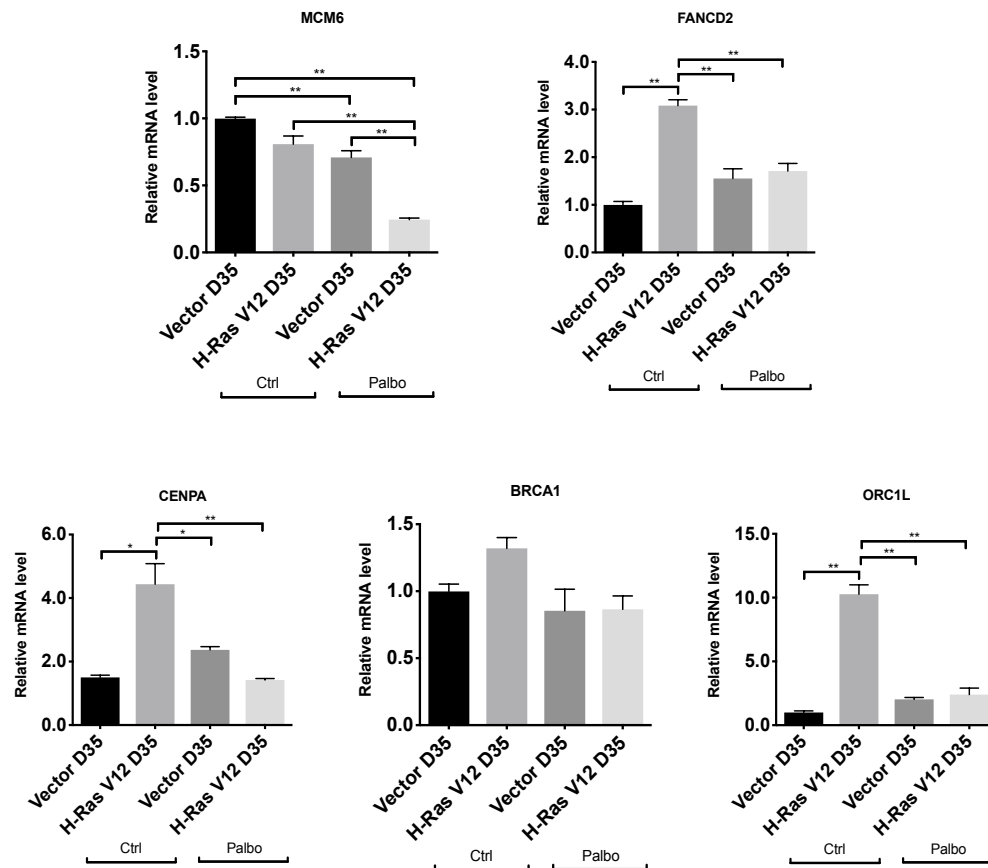 MCM6
Relative mRNA level
1.5
1.0
0.5
0.0
**
**
**
**
Vector D35
H-Ras V12 D35
Vector D35
H-Ras V12 D35
Ctrl
Palbo
FANCD2
Relative mRNA level
4.0
3.0
2.0
1.0
0.0
**
**
**
Vector D35
H-Ras V12 D35
Vector D35
H-Ras V12 D35
Ctrl
Palbo
CENPA
Relative mRNA level
6.0
4.0
2.0
0.0
**
*
*
Vector D35
H-Ras V12 D35
Vector D35
H-Ras V12 D35
Ctrl
Palbo
BRCA1
Relative mRNA level
1.5
1.0
0.5
0.0
Vector D35
H-Ras V12 D35
Vector D35
H-Ras V12 D35
Ctrl
Palbo
ORC1L
Relative mRNA level
15.0
10.0
5.0
0.0
**
**
**
Vector D35
H-Ras V12 D35
Vector D35
H-Ras V12 D35
Ctrl
Palbo